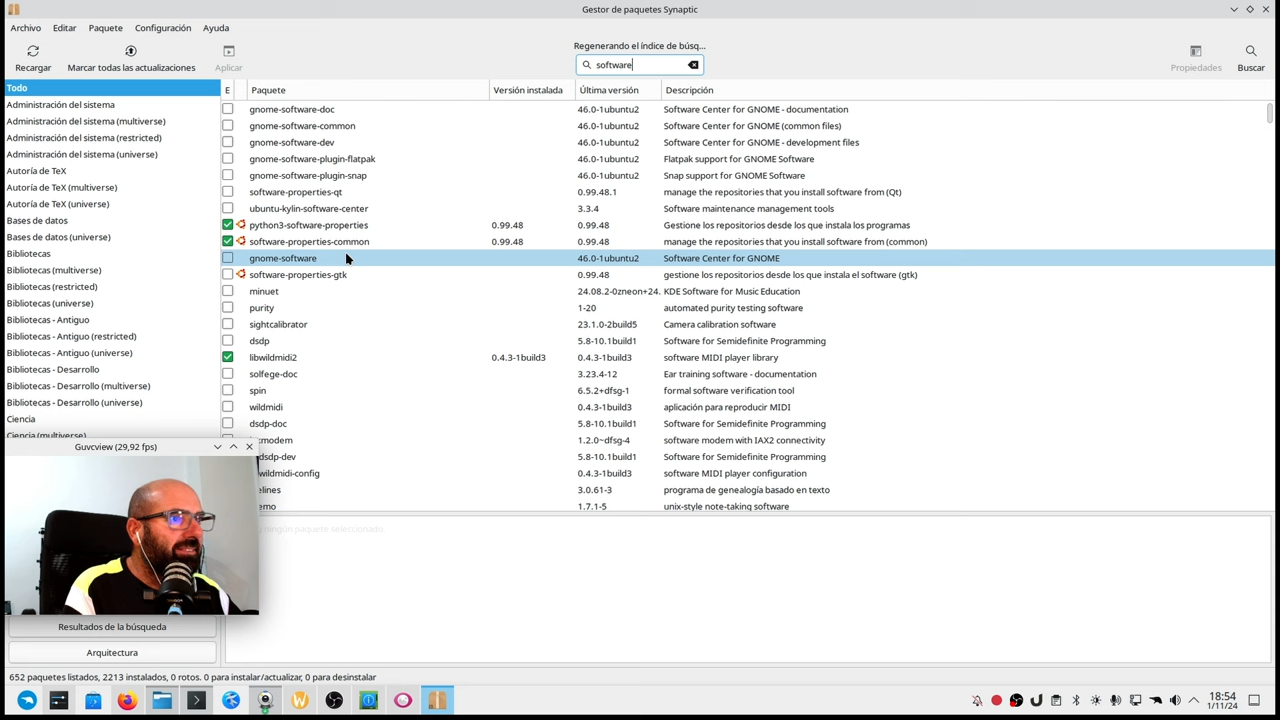 Gestor de paquetes Synaptic
Archivo Editar Paquete Configuración Ayuda
Recargar Marcar todas las actualizaciones Aplicar
Regenerando el índice de búsq...
software
Propiedades Buscar
Todo
Administración del sistema
Administración del sistema (multiverse)
Administración del sistema (restricted)
Administración del sistema (universe)
Autoría de TeX
Autoría de TeX (multiverse)
Autoría de TeX (universe)
Bases de datos
Bases de datos (universe)
Bibliotecas
Bibliotecas (multiverse)
Bibliotecas (restricted)
Bibliotecas (universe)
Bibliotecas - Antiguo
Bibliotecas - Antiguo (restricted)
Bibliotecas - Antiguo (universe)
Bibliotecas - Desarrollo
Bibliotecas - Desarrollo (multiverse)
Bibliotecas - Desarrollo (universe)
Ciencia
Ciencia (multiverse)
E Paquete Versión instalada Última versión Descripción
gnome-software-doc 46.0-1ubuntu2 Software Center for GNOME - documentation
gnome-software-common 46.0-1ubuntu2 Software Center for GNOME (common files)
gnome-software-dev 46.0-1ubuntu2 Software Center for GNOME - development files
gnome-software-plugin-flatpak 46.0-1ubuntu2 Flatpak support for GNOME Software
gnome-software-plugin-snap 46.0-1ubuntu2 Snap support for GNOME Software
software-properties-qt 0.99.48.1 manage the repositories that you install software from (Qt)
ubuntu-kylin-software-center 3.3.4 Software maintenance management tools
python3-software-properties 0.99.48 0.99.48 Gestione los repositorios desde los que instala los programas
software-properties-common 0.99.48 0.99.48 manage the repositories that you install software from (common)
gnome-software 46.0-1ubuntu2 Software Center for GNOME
software-properties-gtk 0.99.48 gestione los repositorios desde los que instala el software (gtk)
minuet 24.08.2-0zneon+24. KDE Software for Music Education
purity 1-20 automated purity testing software
sightcalibrator 23.1.0-2build5 Camera calibration software
dsdp 5.8-10.1build1 Software for Semidefinite Programming
libwildmidi2 0.4.3-1build3 0.4.3-1build3 software MIDI player library
solfege-doc 3.23.4-12 Ear training software - documentation
spin 6.5.2+dfsg-1 formal software verification tool
wildmidi 0.4.3-1build3 aplicación para reproducir MIDI
dsdp-doc 5.8-10.1build1 Software for Semidefinite Programming
xmodem 1.2.0~dfsg-4 software modem with IAX2 connectivity
dsdp-dev 5.8-10.1build1 Software for Semidefinite Programming
wildmidi-config 0.4.3-1build3 software MIDI player configuration
elines 3.0.61-3 programa de genealogía basado en texto
emo 1.7.1-5 unix-style note-taking software
Guvcview (29,92 fps)
ningún paquete seleccionado.
Resultados de la búsqueda
Arquitectura
652 paquetes listados, 2213 instalados, 0 rotos. 0 para instalar/actualizar, 0 para desinstalar
18:54
1/11/24